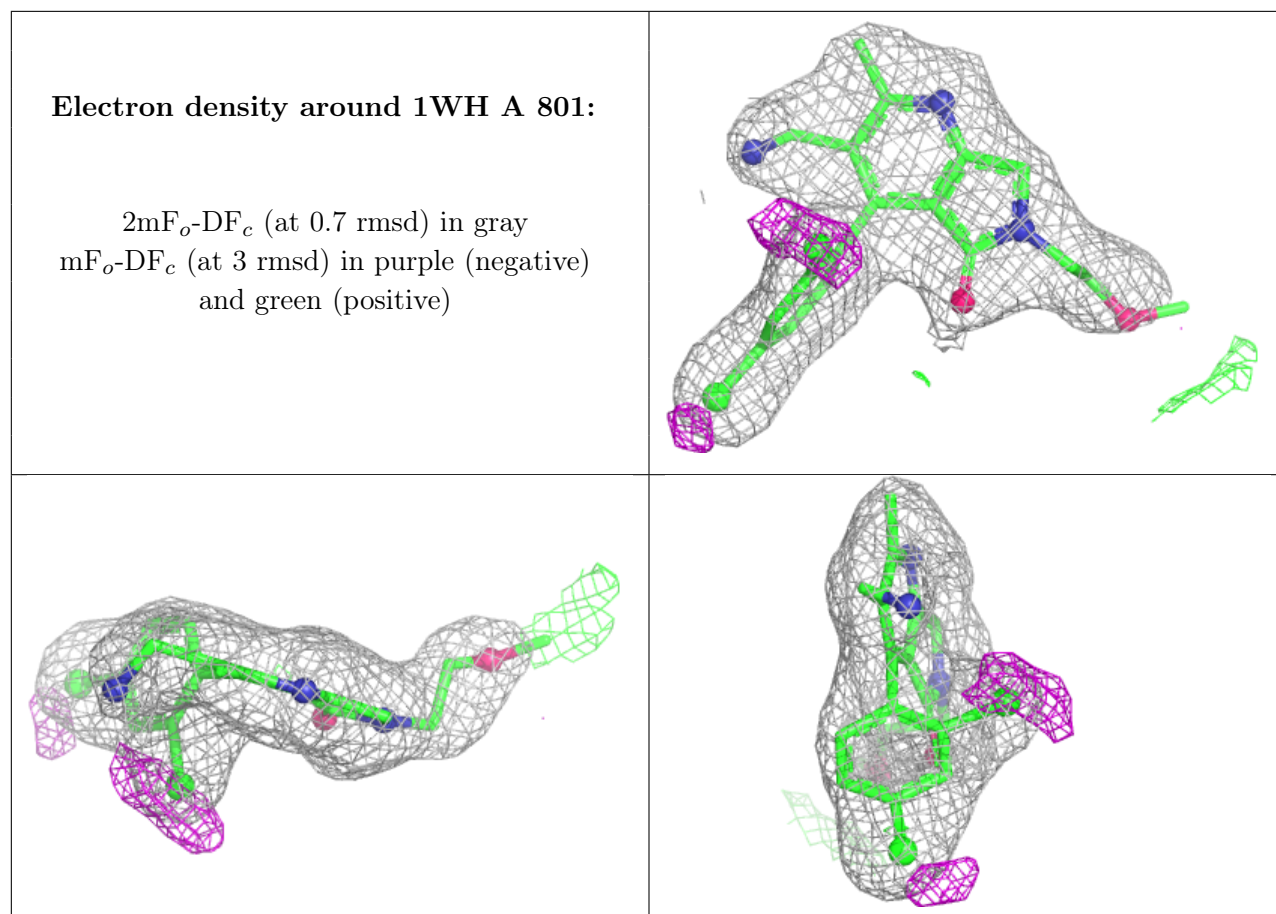 Electron density around 1WH A 801:
2mFo-DFc (at 0.7 rmsd) in gray
mFo-DFc (at 3 rmsd) in purple (negative)
and green (positive)